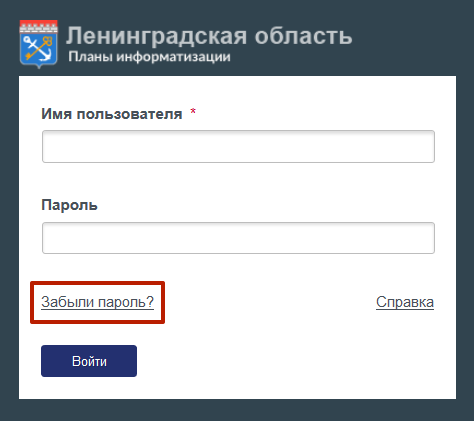 Ленинградская область
Планы информатизации
Имя пользователя *
Пароль
Забыли пароль? Справка
Войти